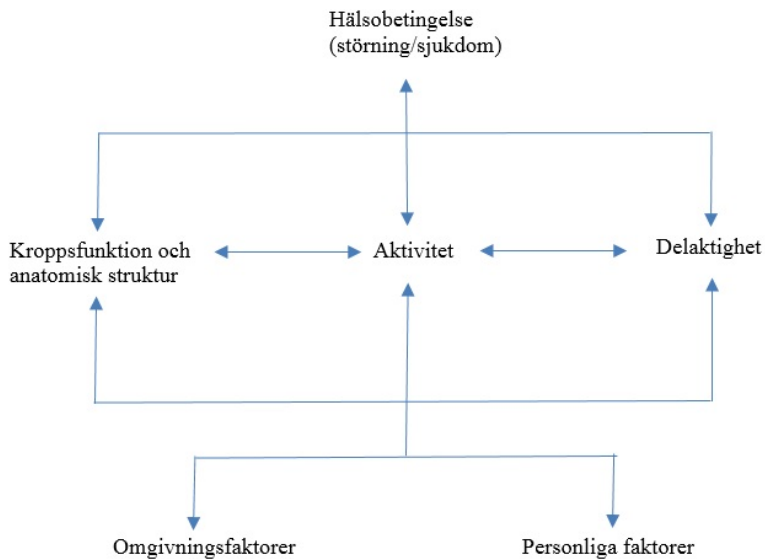 Hälsobetingelse
(störning/sjukdom)
Kroppsfunktion och
anatomisk struktur
Aktivitet
Delaktighet
Omgivningsfaktorer
Personliga faktorer